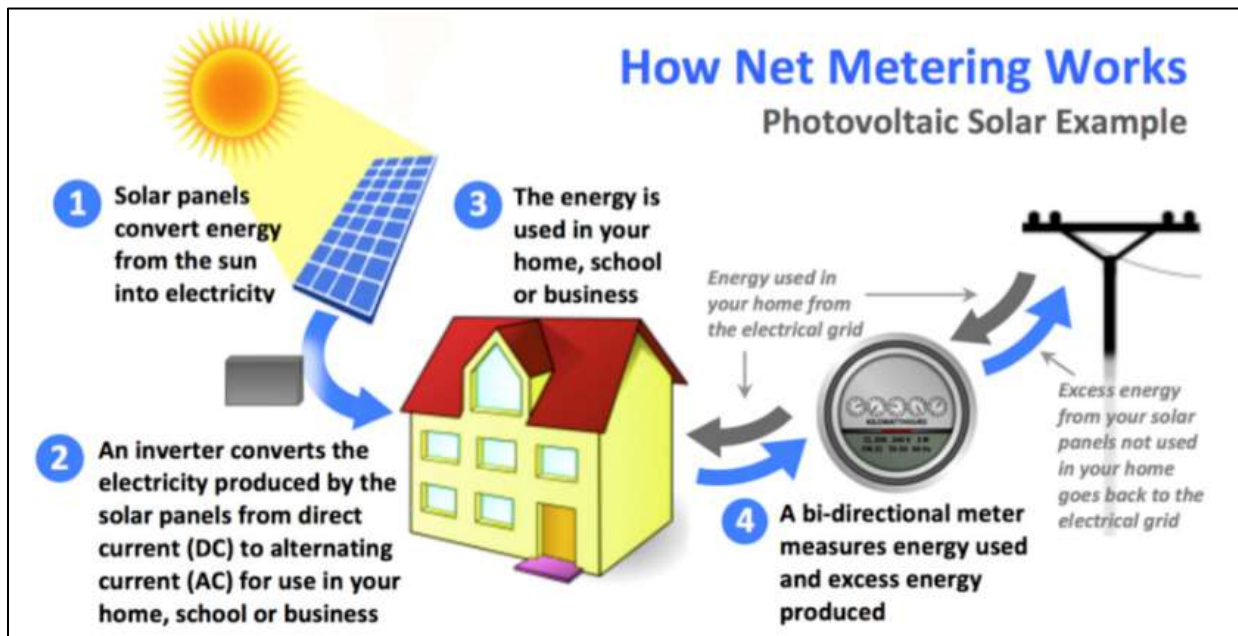 How Net Metering Works
Photovoltaic Solar Example
1
Solar panels
convert energy
from the sun
into electricity
3
The energy is
used in your
home, school
or business
Energy used in
your home from
the electrical grid
2
An inverter converts the
electricity produced by the
solar panels from direct
current (DC) to alternating
current (AC) for use in your
home, school or business
KILOWATTHOURS
4
A bi-directional meter
measures energy used
and excess energy
produced
Excess energy
from your solar
panels not used
in your home
goes back to the
electrical grid